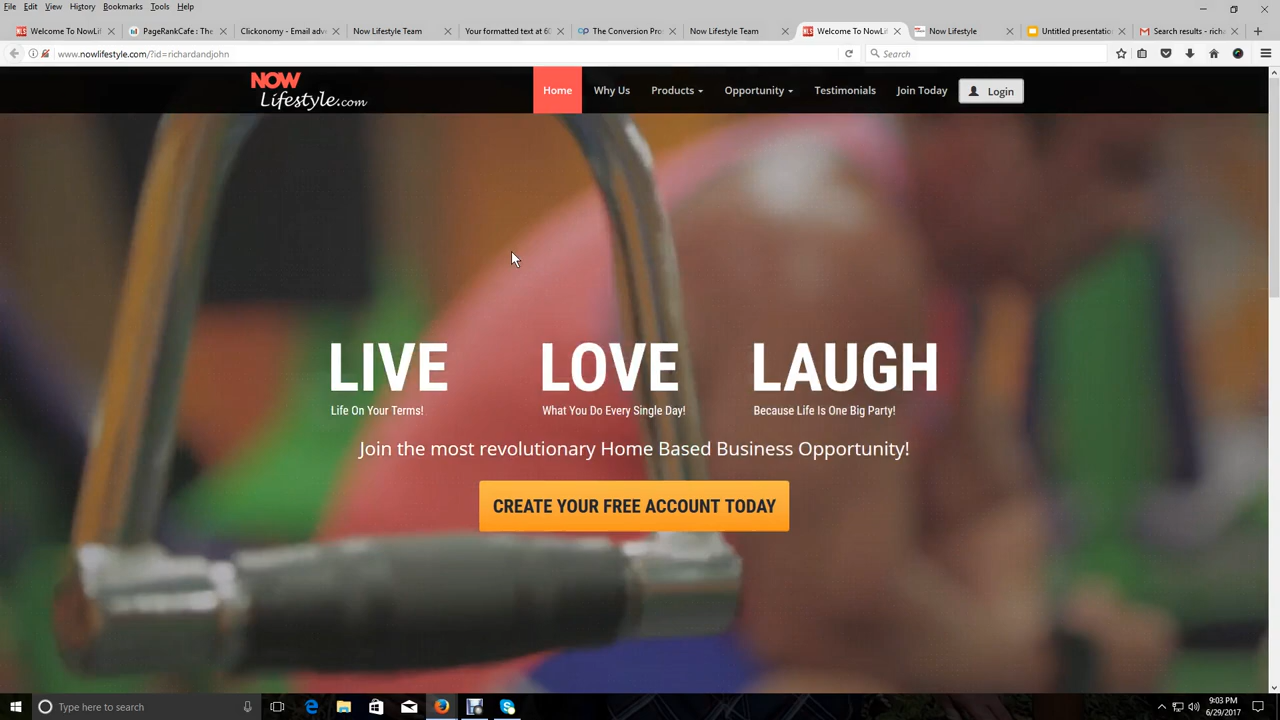 File Edit View History Bookmarks Tools Help
Welcome To NowLi
PageRankCafe : The
Clickonomy - Email adv
Now Lifestyle Team
Your formatted text at 60
The Conversion Pro
Now Lifestyle Team
Welcome To NowLi
Now Lifestyle
Untitled presentatio
Search results - richa
www.nowlifestyle.com/?id=richardandjohn
Search
NOW
Lifestyle.com
Home Why Us Products Opportunity Testimonials Join Today Login
LIVE LOVE LAUGH
Life On Your Terms! What You Do Every Single Day! Because Life Is One Big Party!
Join the most revolutionary Home Based Business Opportunity!
CREATE YOUR FREE ACCOUNT TODAY
Type here to search
9:03 PM
6/29/2017